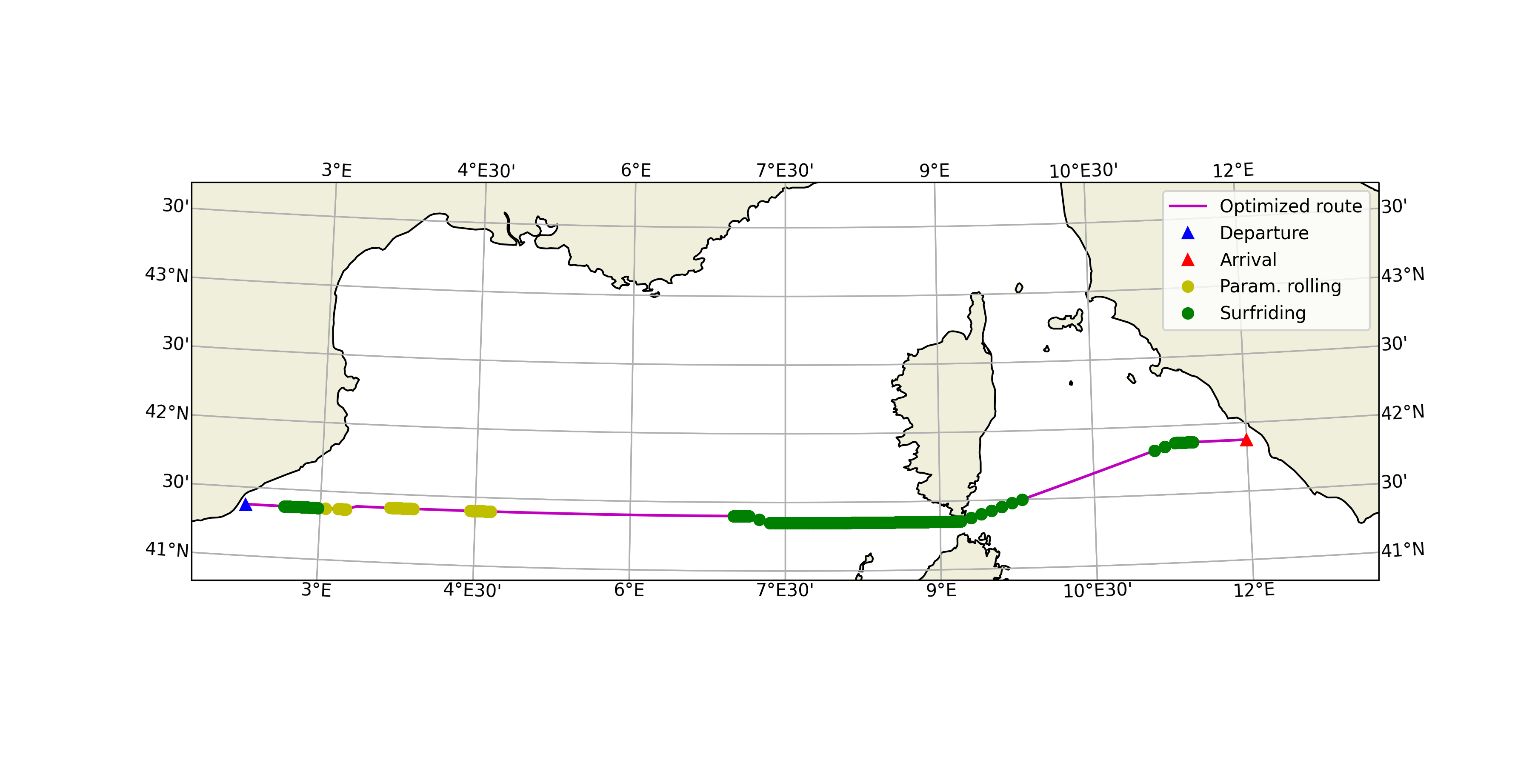 3°E 4°E30' 6°E 7°E30' 9°E 10°E30' 12°E
30' 30'
Optimized route
Departure
Arrival
Param. rolling
Surfriding
43°N 43°N
30' 30'
42°N 42°N
30' 30'
41°N 41°N
3°E 4°E30' 6°E 7°E30' 9°E 10°E30' 12°E